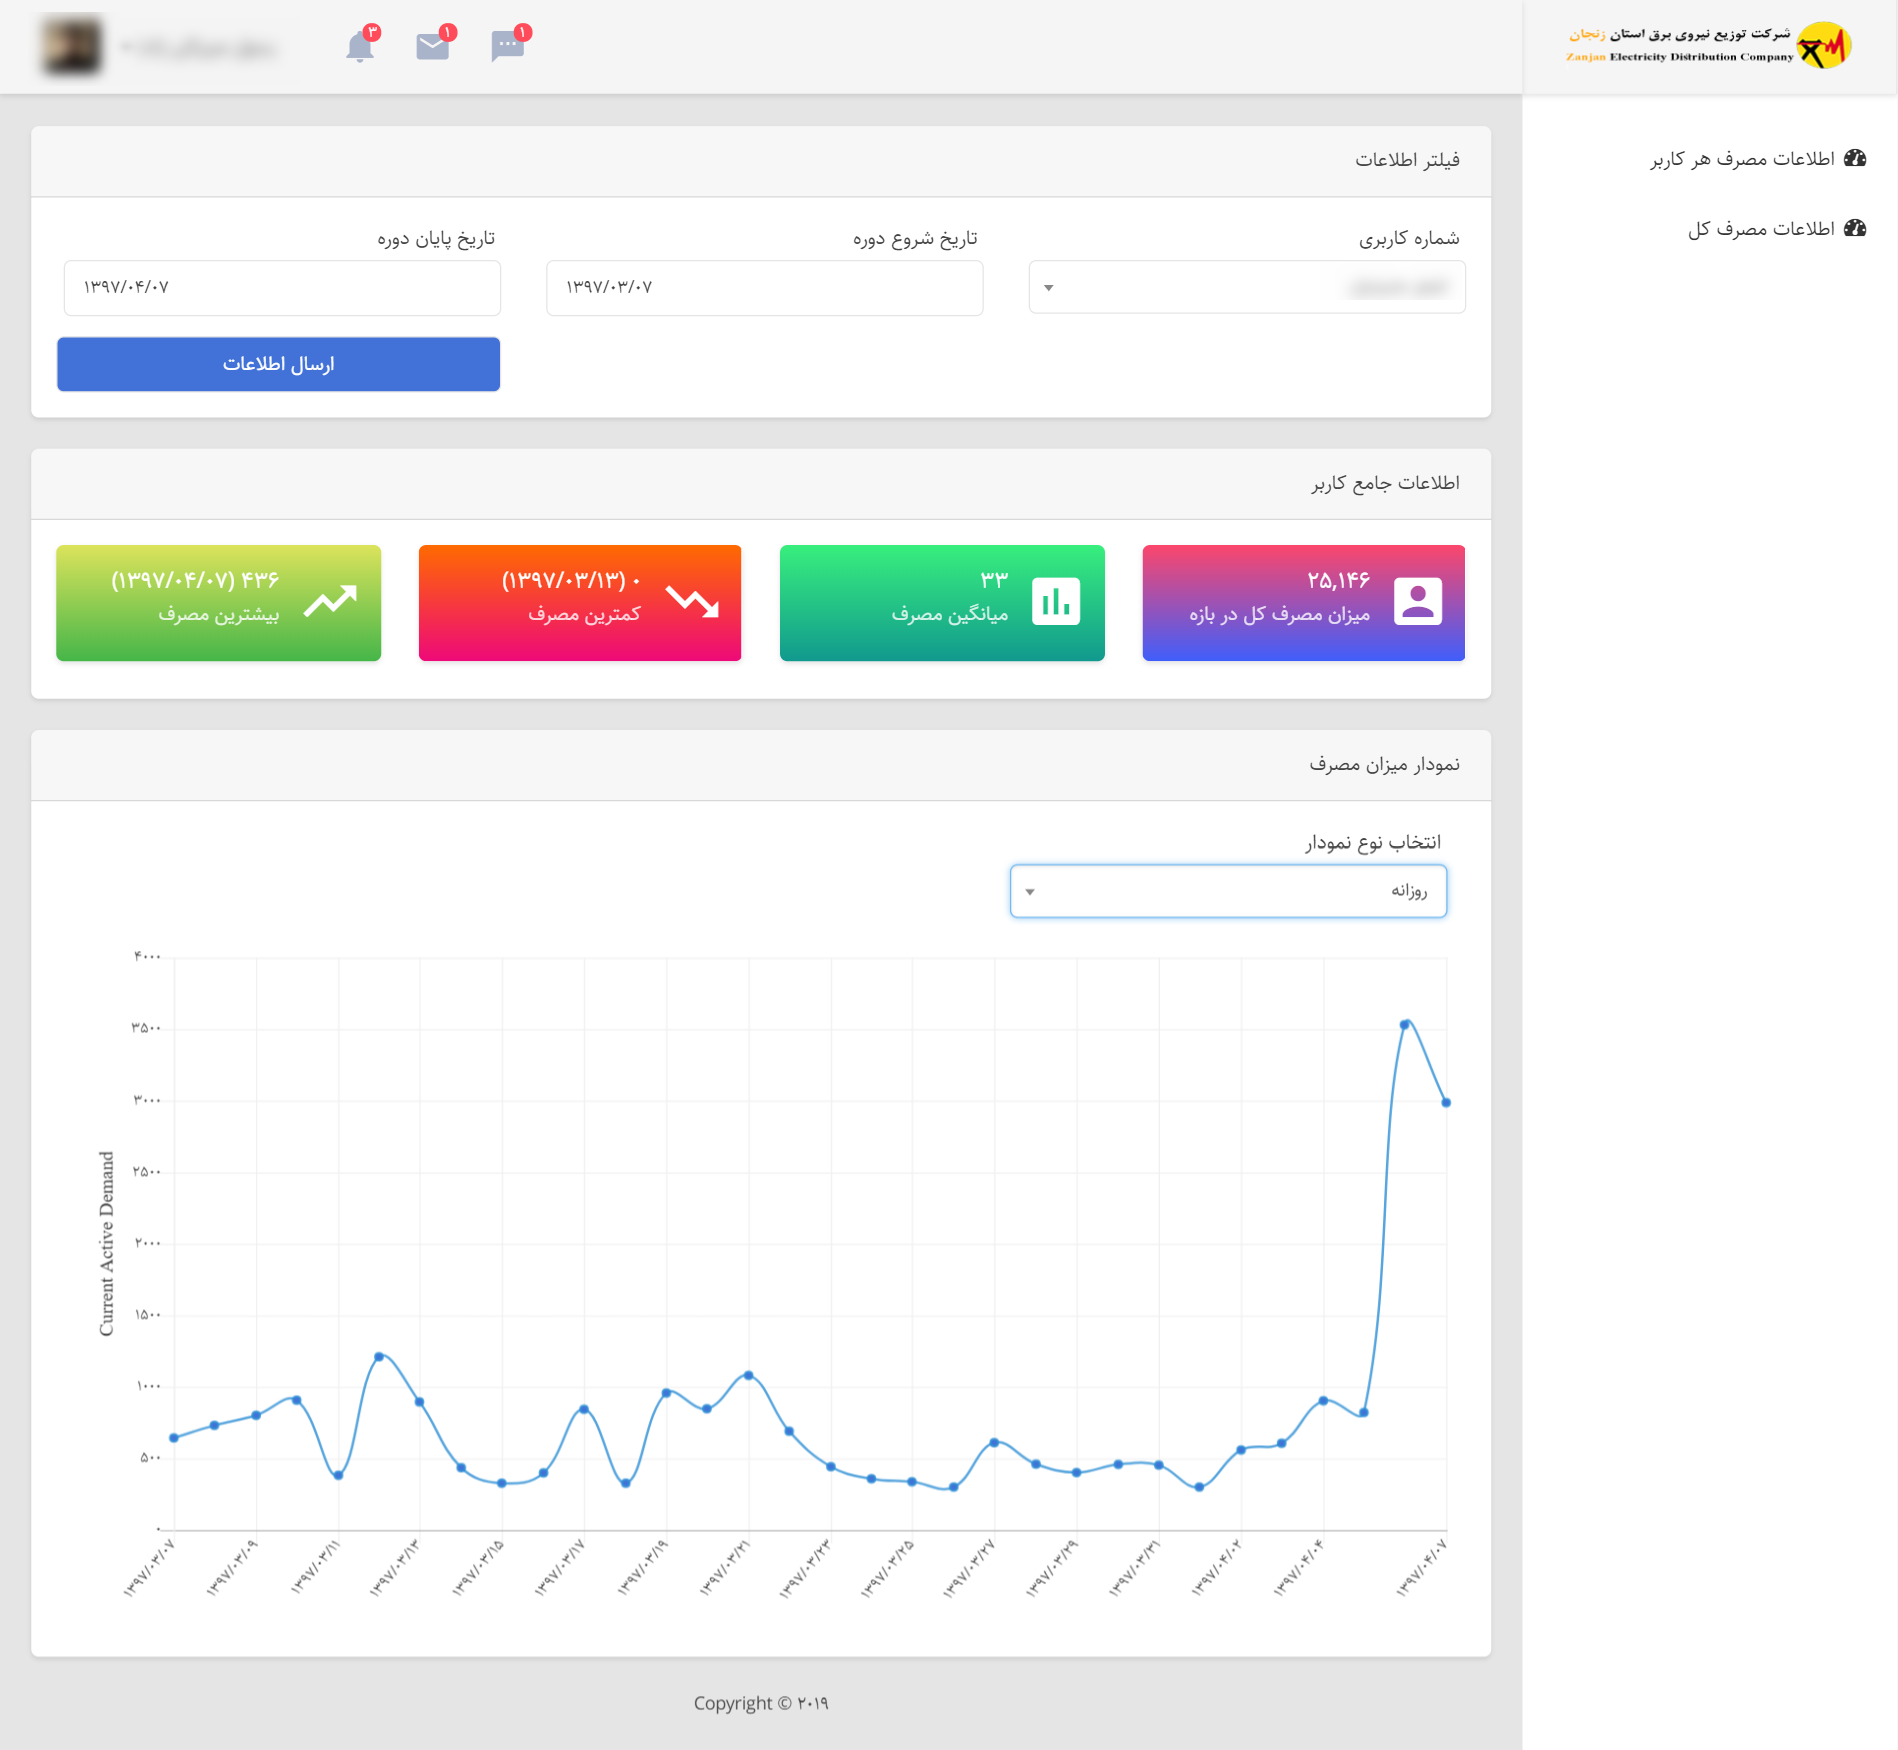 شرکت توزیع نیروی برق استان زنجان
Zanjan Electricity Distribution Company
۱
۱
۳
اطلاعات مصرف هر کاربر
اطلاعات مصرف کل
فیلتر اطلاعات
شماره کاربری
تاریخ شروع دوره
تاریخ پایان دوره
۱۳۹۷/۰۳/۰۷
۱۳۹۷/۰۴/۰۷
ارسال اطلاعات
اطلاعات جامع کاربر
۲۵,۱۴۶
میزان مصرف کل در بازه
۳۳
میانگین مصرف
۰ (۱۳۹۷/۰۳/۱۳)
کمترین مصرف
۴۳۶ (۱۳۹۷/۰۴/۰۷)
بیشترین مصرف
نمودار میزان مصرف
انتخاب نوع نمودار
روزانه
Current Active Demand
۴۰۰۰
۳۵۰۰
۳۰۰۰
۲۵۰۰
۲۰۰۰
۱۵۰۰
۱۰۰۰
۵۰۰
۰
۱۳۹۷/۰۳/۰۷
۱۳۹۷/۰۳/۰۹
۱۳۹۷/۰۳/۱۱
۱۳۹۷/۰۳/۱۳
۱۳۹۷/۰۳/۱۵
۱۳۹۷/۰۳/۱۷
۱۳۹۷/۰۳/۱۹
۱۳۹۷/۰۳/۲۱
۱۳۹۷/۰۳/۲۳
۱۳۹۷/۰۳/۲۵
۱۳۹۷/۰۳/۲۷
۱۳۹۷/۰۳/۲۹
۱۳۹۷/۰۳/۳۱
۱۳۹۷/۰۴/۰۲
۱۳۹۷/۰۴/۰۴
۱۳۹۷/۰۴/۰۷
Copyright © ۲۰۱۹